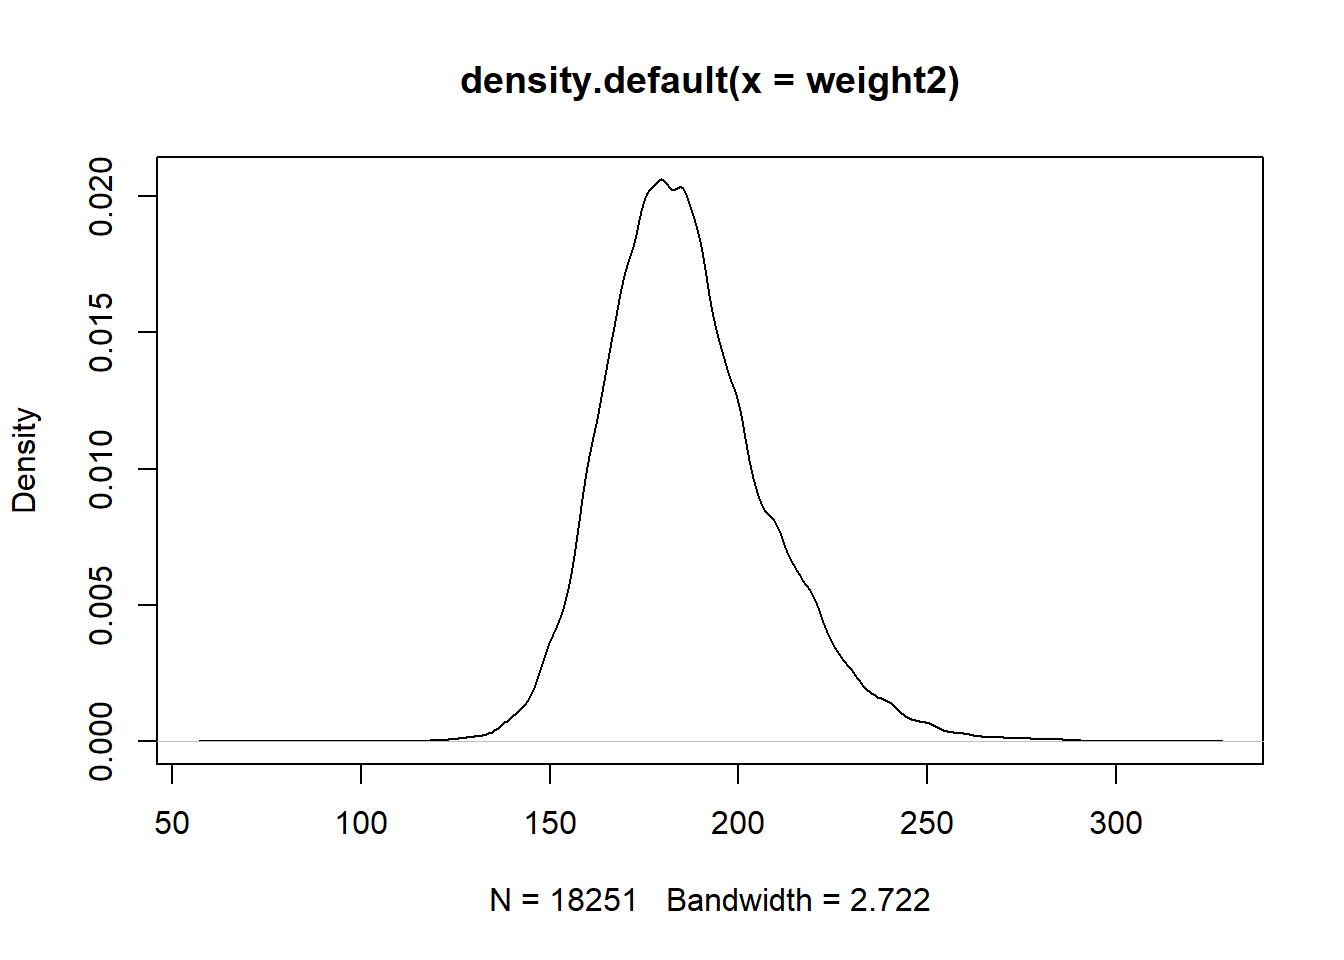 density.default(x = weight2)
Density
0.020
0.015
0.010
0.005
0.000
50 100 150 200 250 300
N = 18251 Bandwidth = 2.722